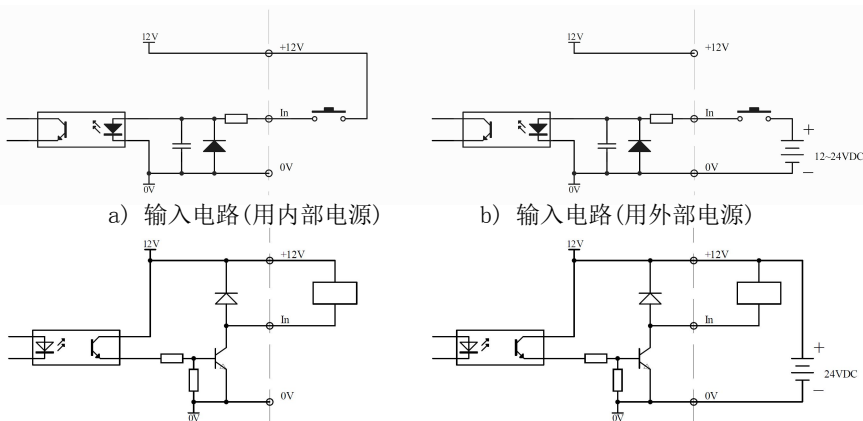 12V
+12V
In
0V
0V
12V
+12V
In
+
12~24VDC
0V
—
0V
a) 输入电路(用内部电源)
b) 输入电路(用外部电源)
12V
+12V
In
0V
0V
12V
+12V
In
+
24VDC
—
0V
0V